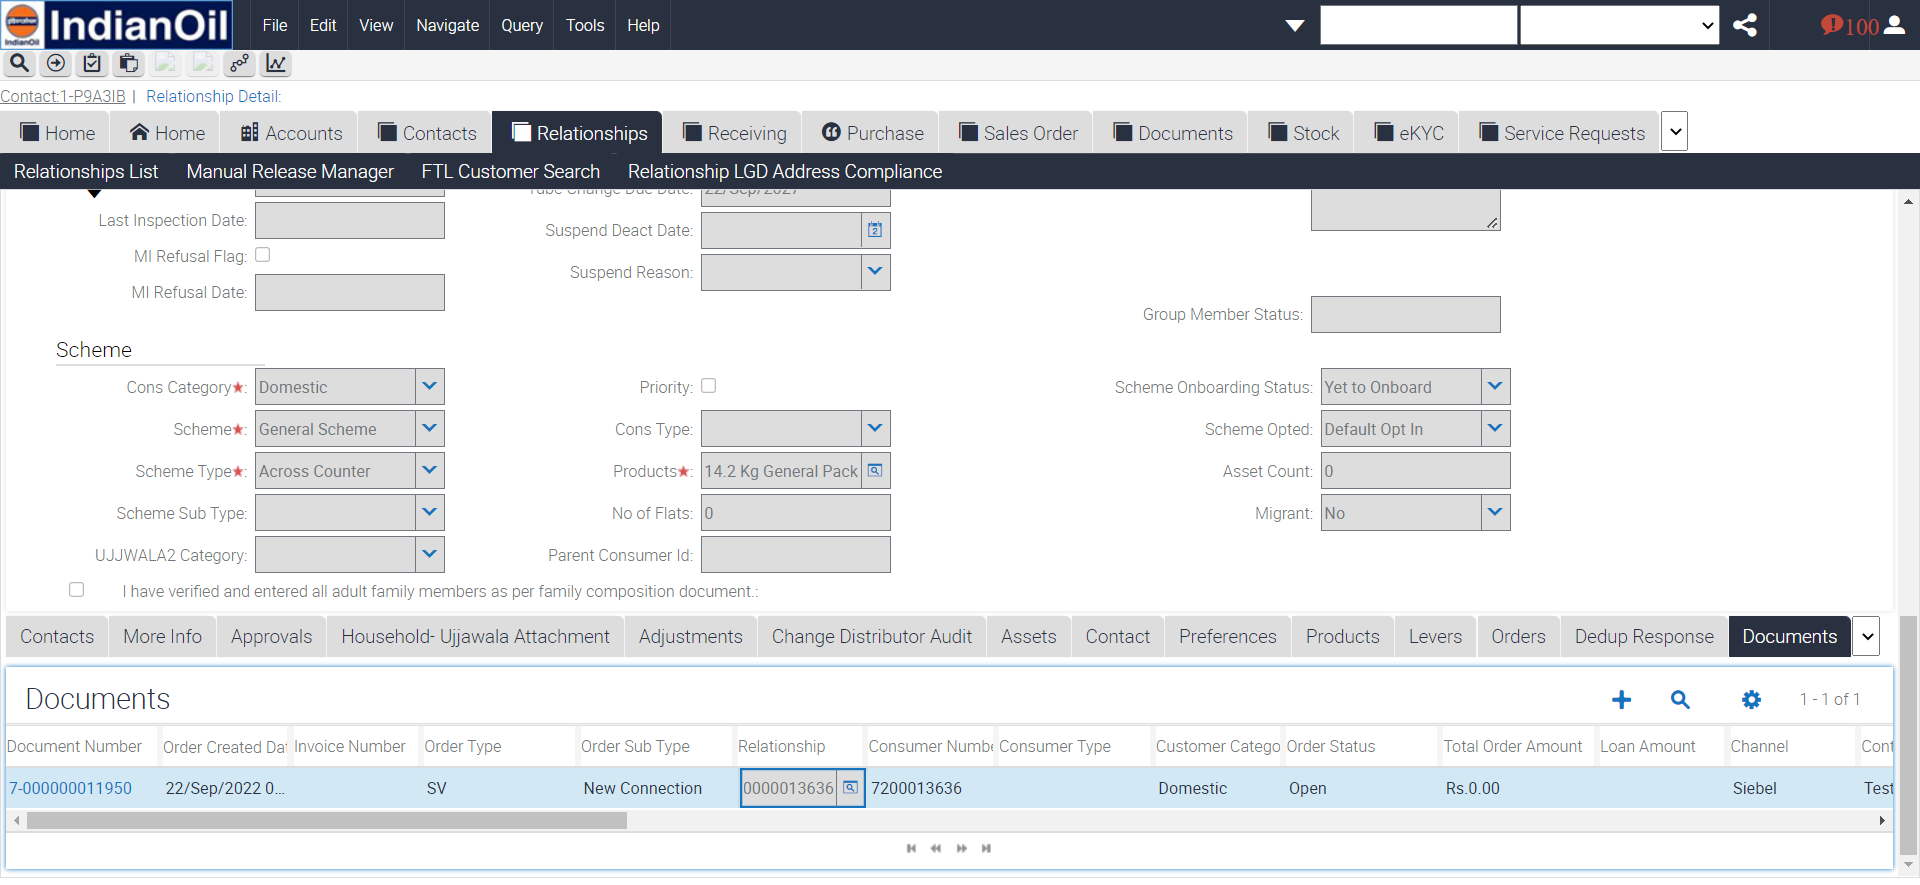 IndianOil
File Edit View Navigate Query Tools Help
100
Contact:1-P9A3IB | Relationship Detail:
Home Home Accounts Contacts Relationships Receiving Purchase Sales Order Documents Stock eKYC Service Requests
Relationships List Manual Release Manager FTL Customer Search Relationship LGD Address Compliance
Tube Change Due Date: 22/Sep/2027
Last Inspection Date:
Suspend Deact Date:
MI Refusal Flag:
Suspend Reason:
MI Refusal Date:
Group Member Status:
Scheme
Cons Category★: Domestic Priority: Scheme Onboarding Status: Yet to Onboard
Scheme★: General Scheme Cons Type: Scheme Opted: Default Opt In
Scheme Type★: Across Counter Products★: 14.2 Kg General Pack Asset Count: 0
Scheme Sub Type: No of Flats: 0 Migrant: No
UJJWALA2 Category: Parent Consumer Id:
I have verified and entered all adult family members as per family composition document.:
Contacts More Info Approvals Household- Ujjawala Attachment Adjustments Change Distributor Audit Assets Contact Preferences Products Levers Orders Dedup Response Documents
Documents 1 - 1 of 1
Document Number Order Created Dat Invoice Number Order Type Order Sub Type Relationship Consumer Numbe Consumer Type Customer Catego Order Status Total Order Amount Loan Amount Channel Cont
7-000000011950 22/Sep/2022 0... SV New Connection 0000013636 7200013636 Domestic Open Rs.0.00 Siebel Test